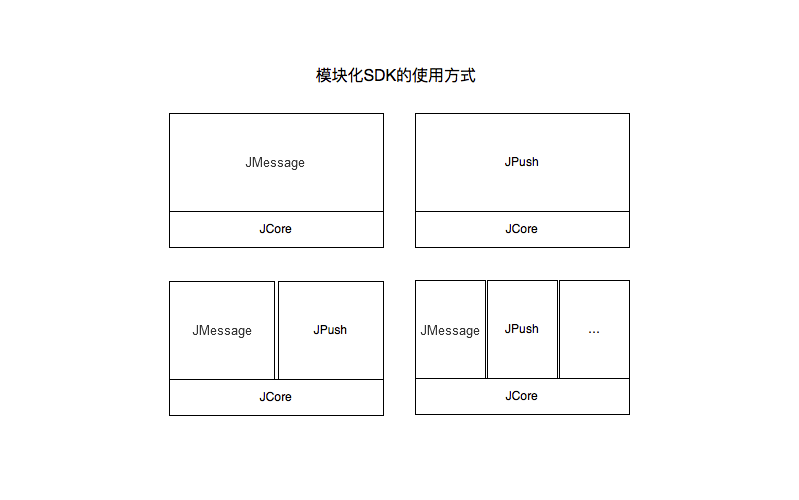 模块化SDK的使用方式
JMessage
JCore
JPush
JCore
JMessage
JPush
JCore
JMessage
JPush
...
JCore